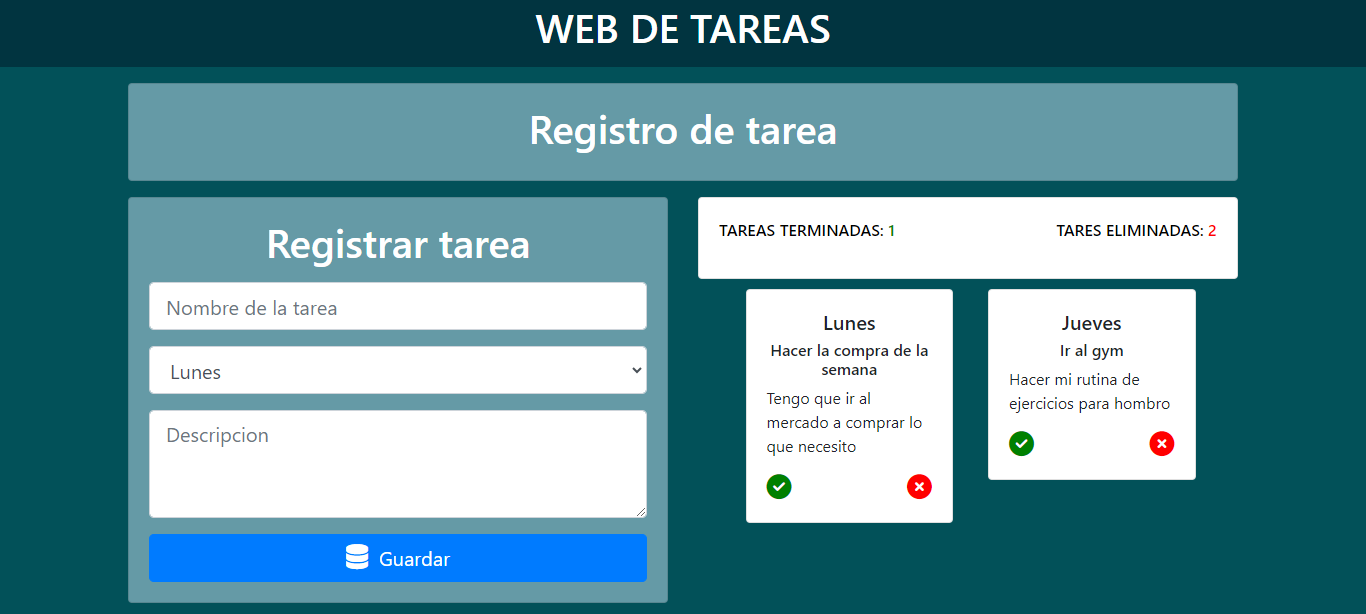 WEB DE TAREAS
Registro de tarea
Registrar tarea
Nombre de la tarea
Lunes
Descripcion
Guardar
TAREAS TERMINADAS: 1
TARES ELIMINADAS: 2
Lunes
Hacer la compra de la
semana
Tengo que ir al
mercado a comprar lo
que necesito
Jueves
Ir al gym
Hacer mi rutina de
ejercicios para hombro